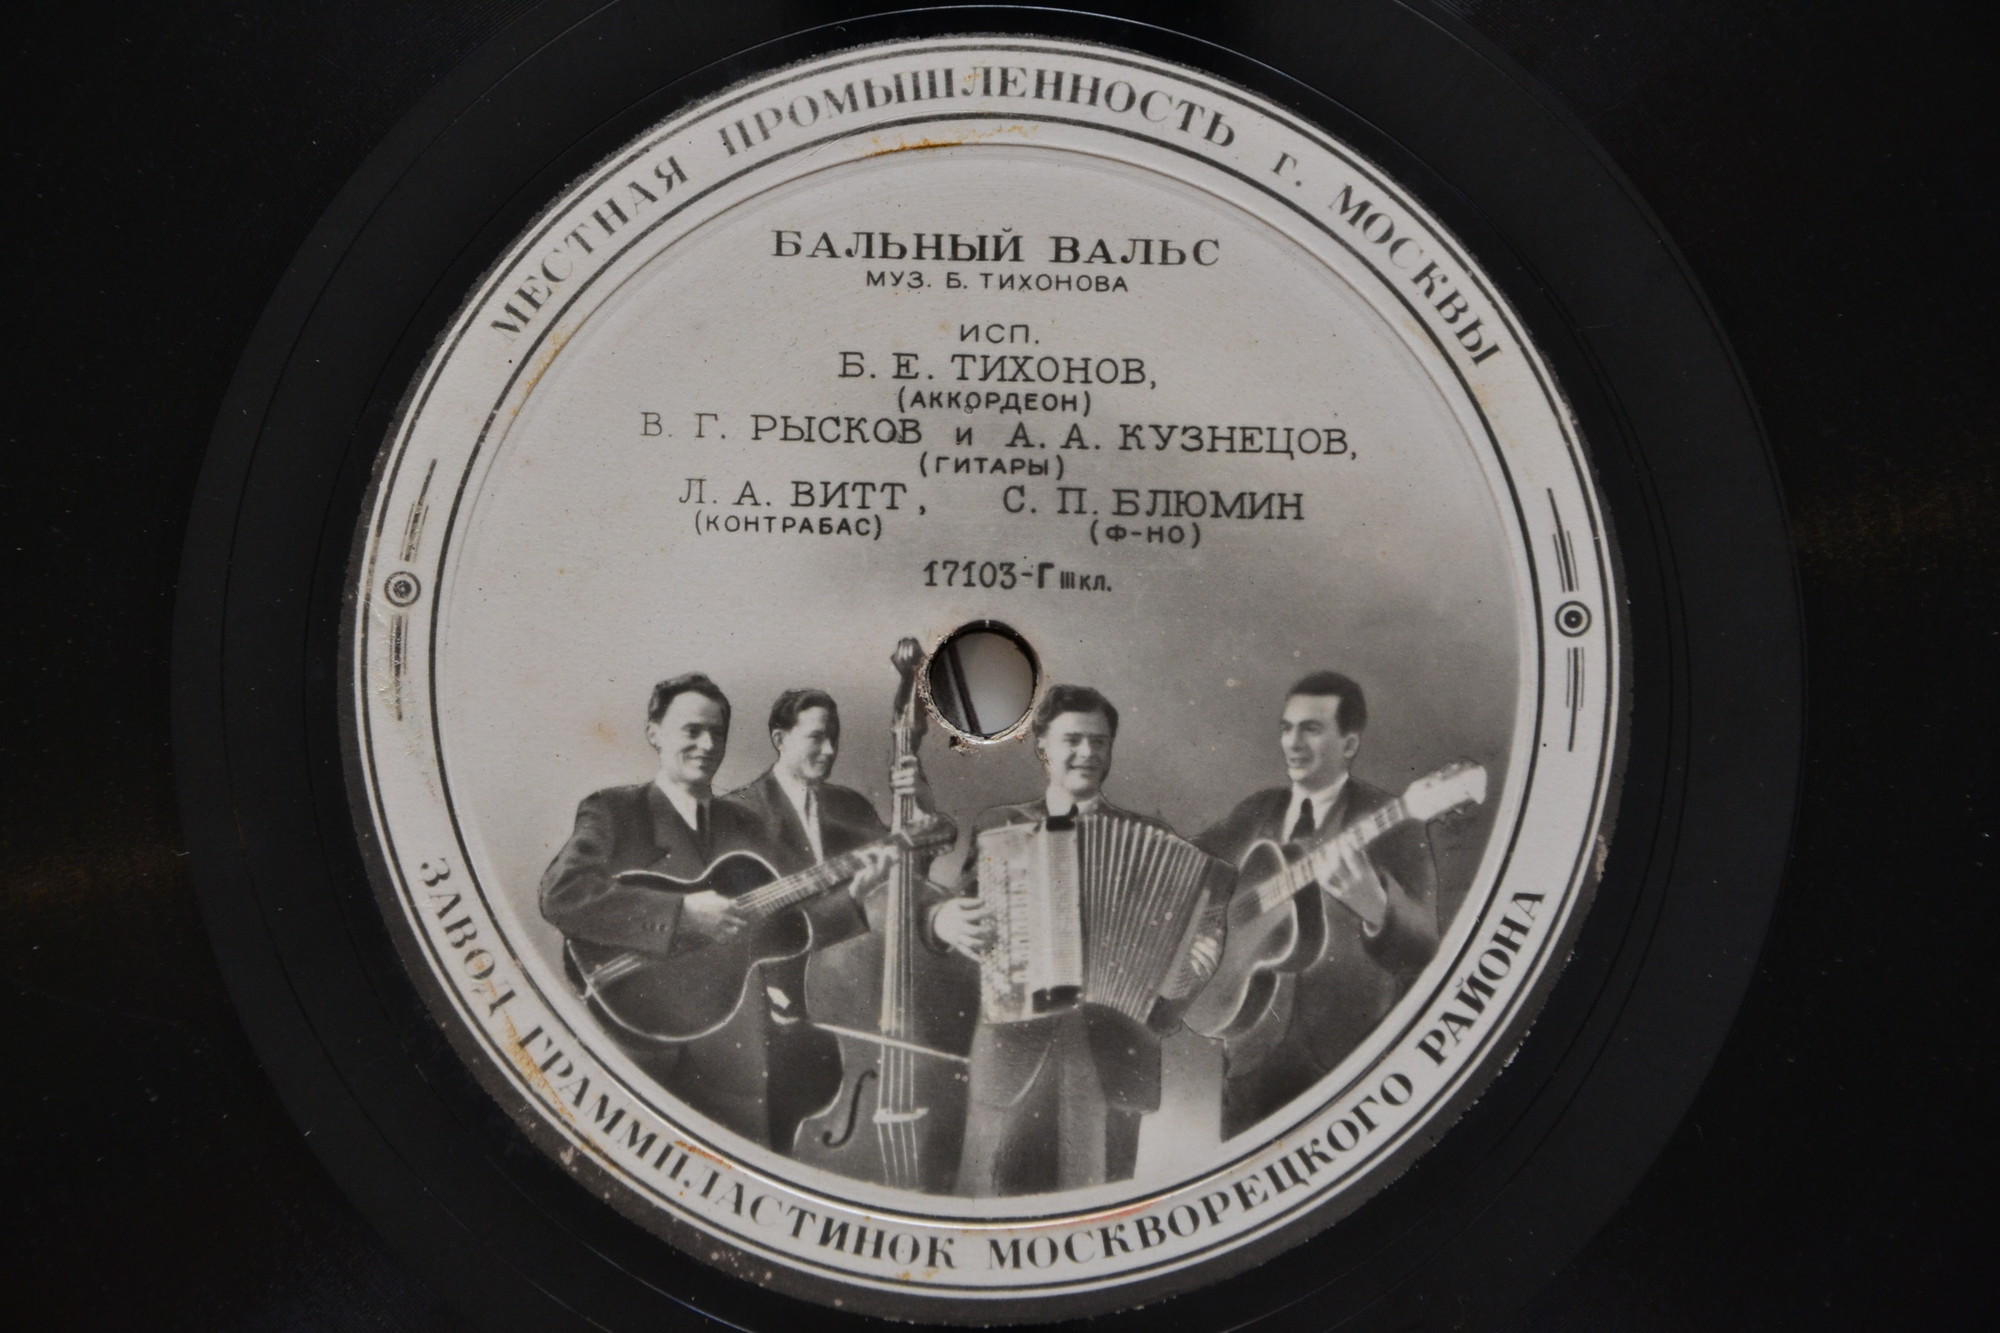 МЕСТНАЯ ПРОМЫШЛЕННОСТЬ г. МОСКВЫ
БАЛЬНЫЙ ВАЛЬС
МУЗ. Б. ТИХОНОВА
ИСП.
Б. Е. ТИХОНОВ,
(АККОРДЕОН)
В. Г. РЫСКОВ и А. А. КУЗНЕЦОВ,
(ГИТАРЫ)
Л. А. ВИТТ, С. П. БЛЮМИН
(КОНТРАБАС) (Ф-НО)
17103-Г III КЛ.
ЗАВОД ГРАММПЛАСТИНОК МОСКВОРЕЦКОГО РАЙОНА